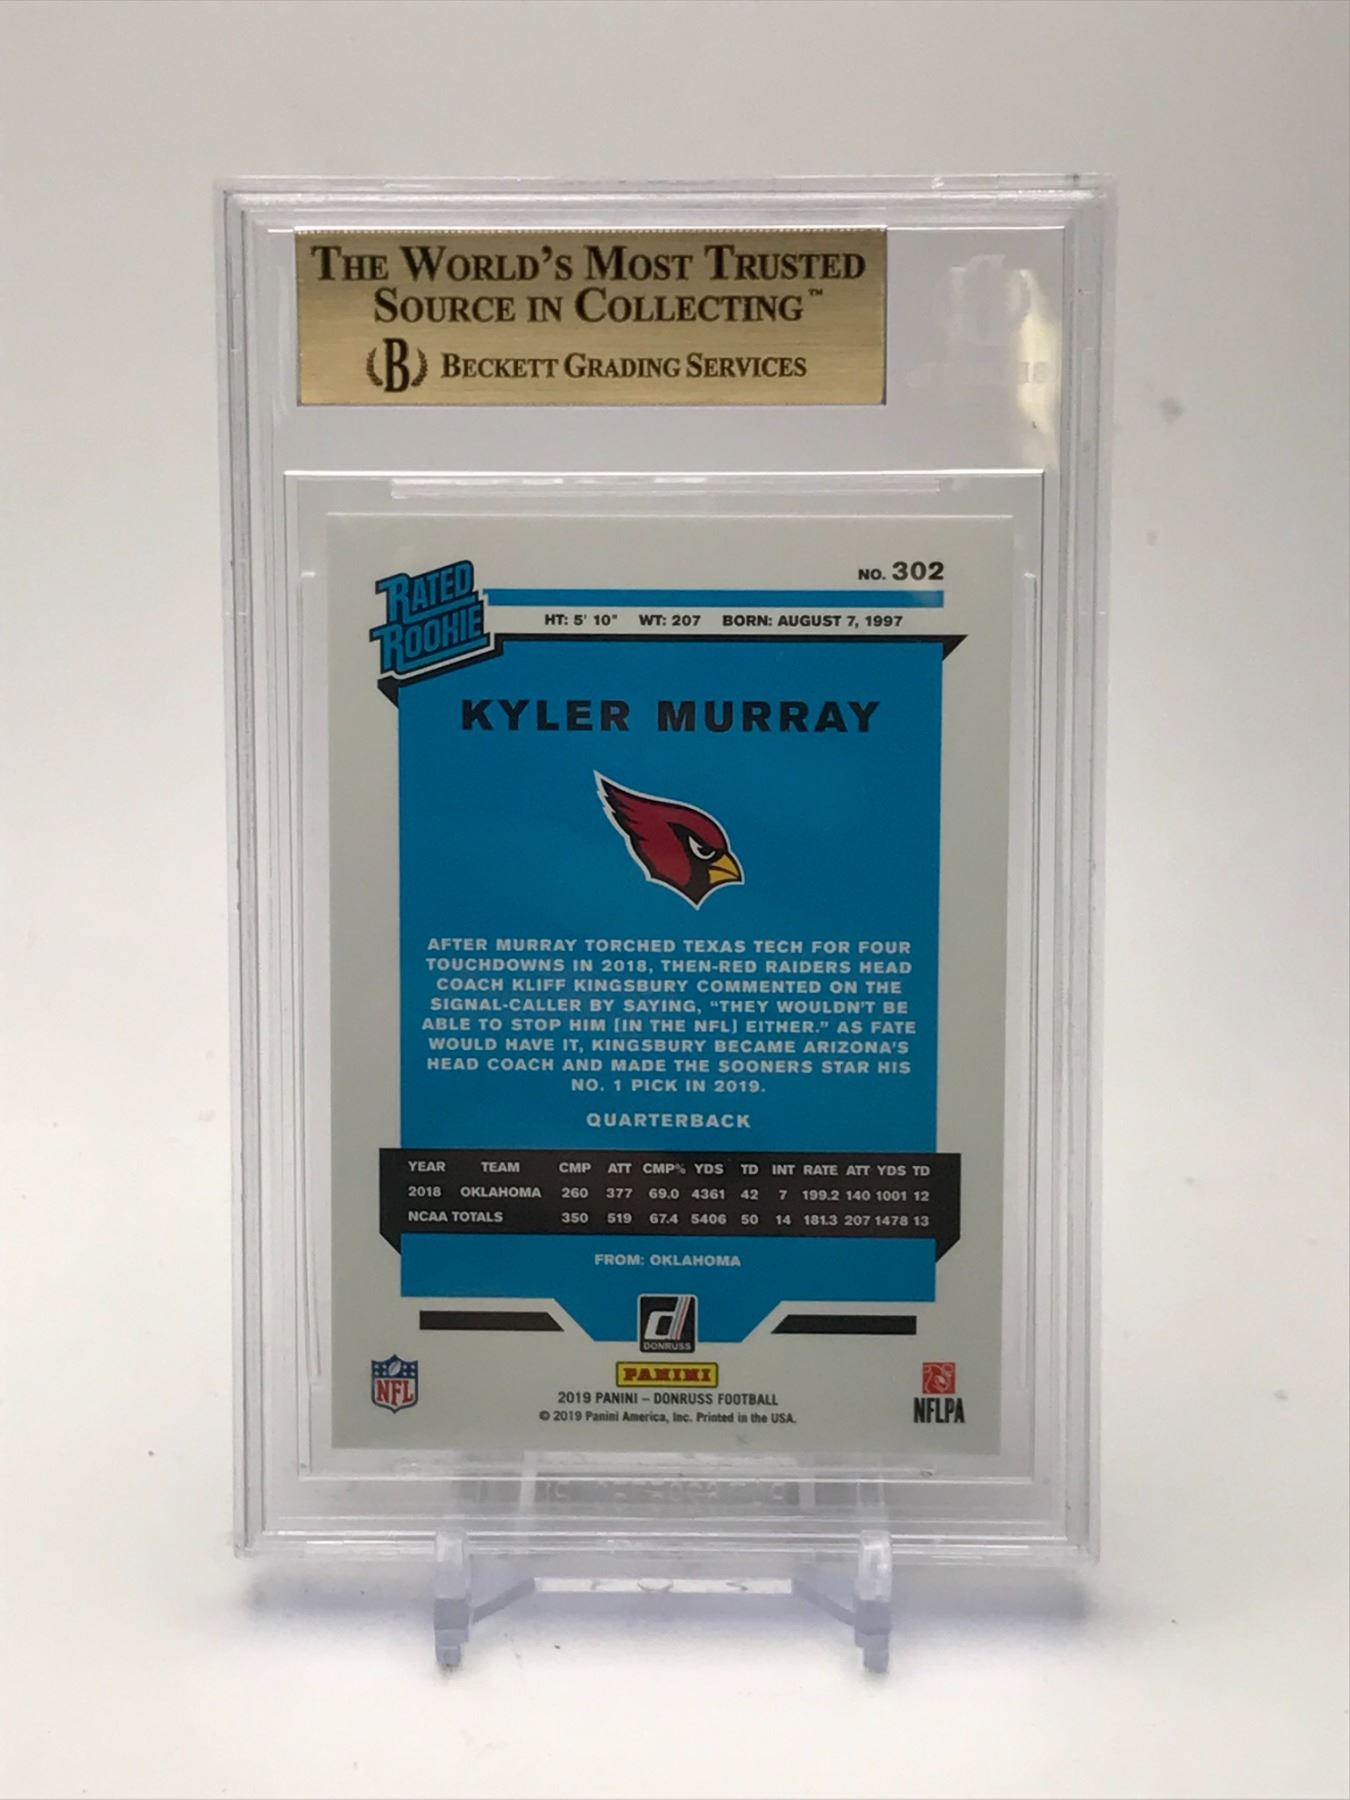 THE WORLD'S MOST TRUSTED
SOURCE IN COLLECTING™
B BECKETT GRADING SERVICES
RATED
ROOKIE
NO. 302
HT: 5' 10" WT: 207 BORN: AUGUST 7, 1997
KYLER MURRAY
AFTER MURRAY TORCHED TEXAS TECH FOR FOUR
TOUCHDOWNS IN 2018, THEN-RED RAIDERS HEAD
COACH KLIFF KINGSBURY COMMENTED ON THE
SIGNAL-CALLER BY SAYING, "THEY WOULDN'T BE
ABLE TO STOP HIM [IN THE NFL] EITHER." AS FATE
WOULD HAVE IT, KINGSBURY BECAME ARIZONA'S
HEAD COACH AND MADE THE SOONERS STAR HIS
NO. 1 PICK IN 2019.
QUARTERBACK
YEAR TEAM CMP ATT CMP% YDS TD INT RATE ATT YDS TD
2018 OKLAHOMA 260 377 69.0 4361 42 7 199.2 140 1001 12
NCAA TOTALS 350 519 67.4 5406 50 14 181.3 207 1478 13
FROM: OKLAHOMA
d
DONRUSS
PANINI
NFL
2019 PANINI – DONRUSS FOOTBALL
© 2019 Panini America, Inc. Printed in the USA.
NFLPA